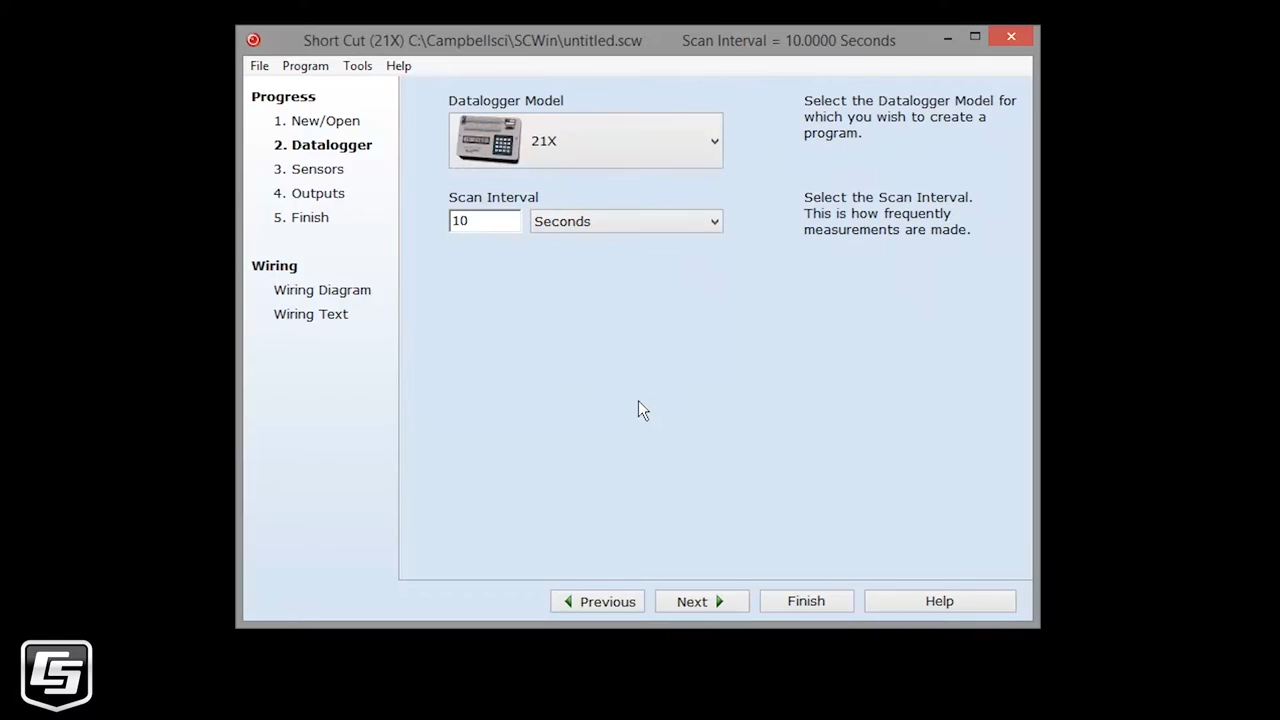 Short Cut (21X) C:\Campbellsci\SCWin\untitled.scw Scan Interval = 10.0000 Seconds
File Program Tools Help
Progress
1. New/Open
2. Datalogger
3. Sensors
4. Outputs
5. Finish
Wiring
Wiring Diagram
Wiring Text
Datalogger Model
21X
Scan Interval
10 Seconds
Select the Datalogger Model for
which you wish to create a
program.
Select the Scan Interval.
This is how frequently
measurements are made.
Previous Next Finish Help
CS